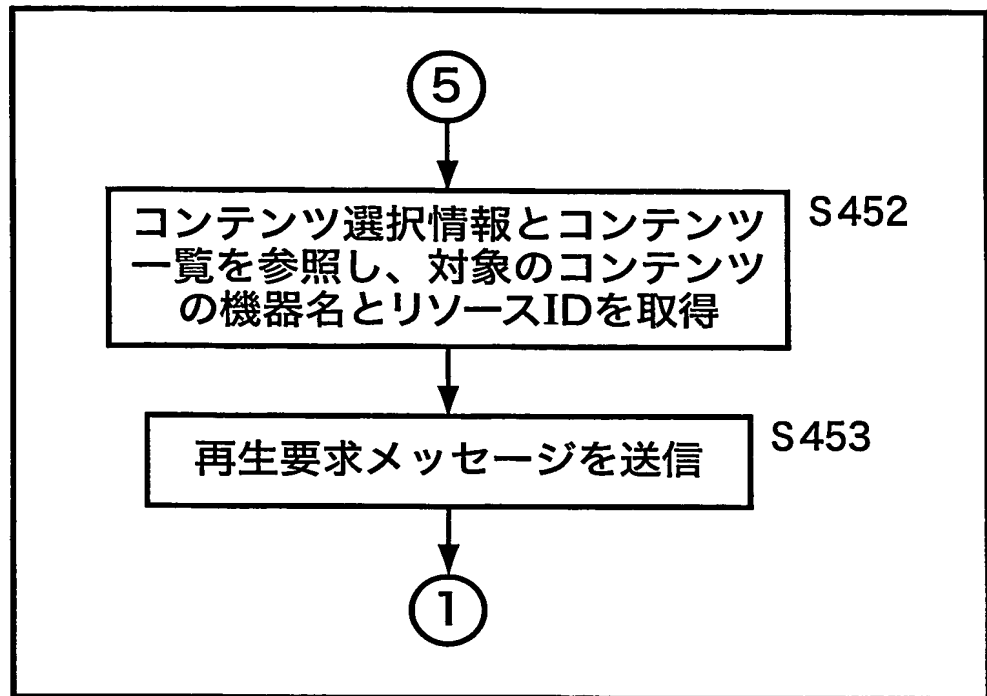 5
コンテンツ選択情報とコンテンツ
一覧を参照し、対象のコンテンツ
の機器名とリソースIDを取得
S452
再生要求メッセージを送信
S453
1